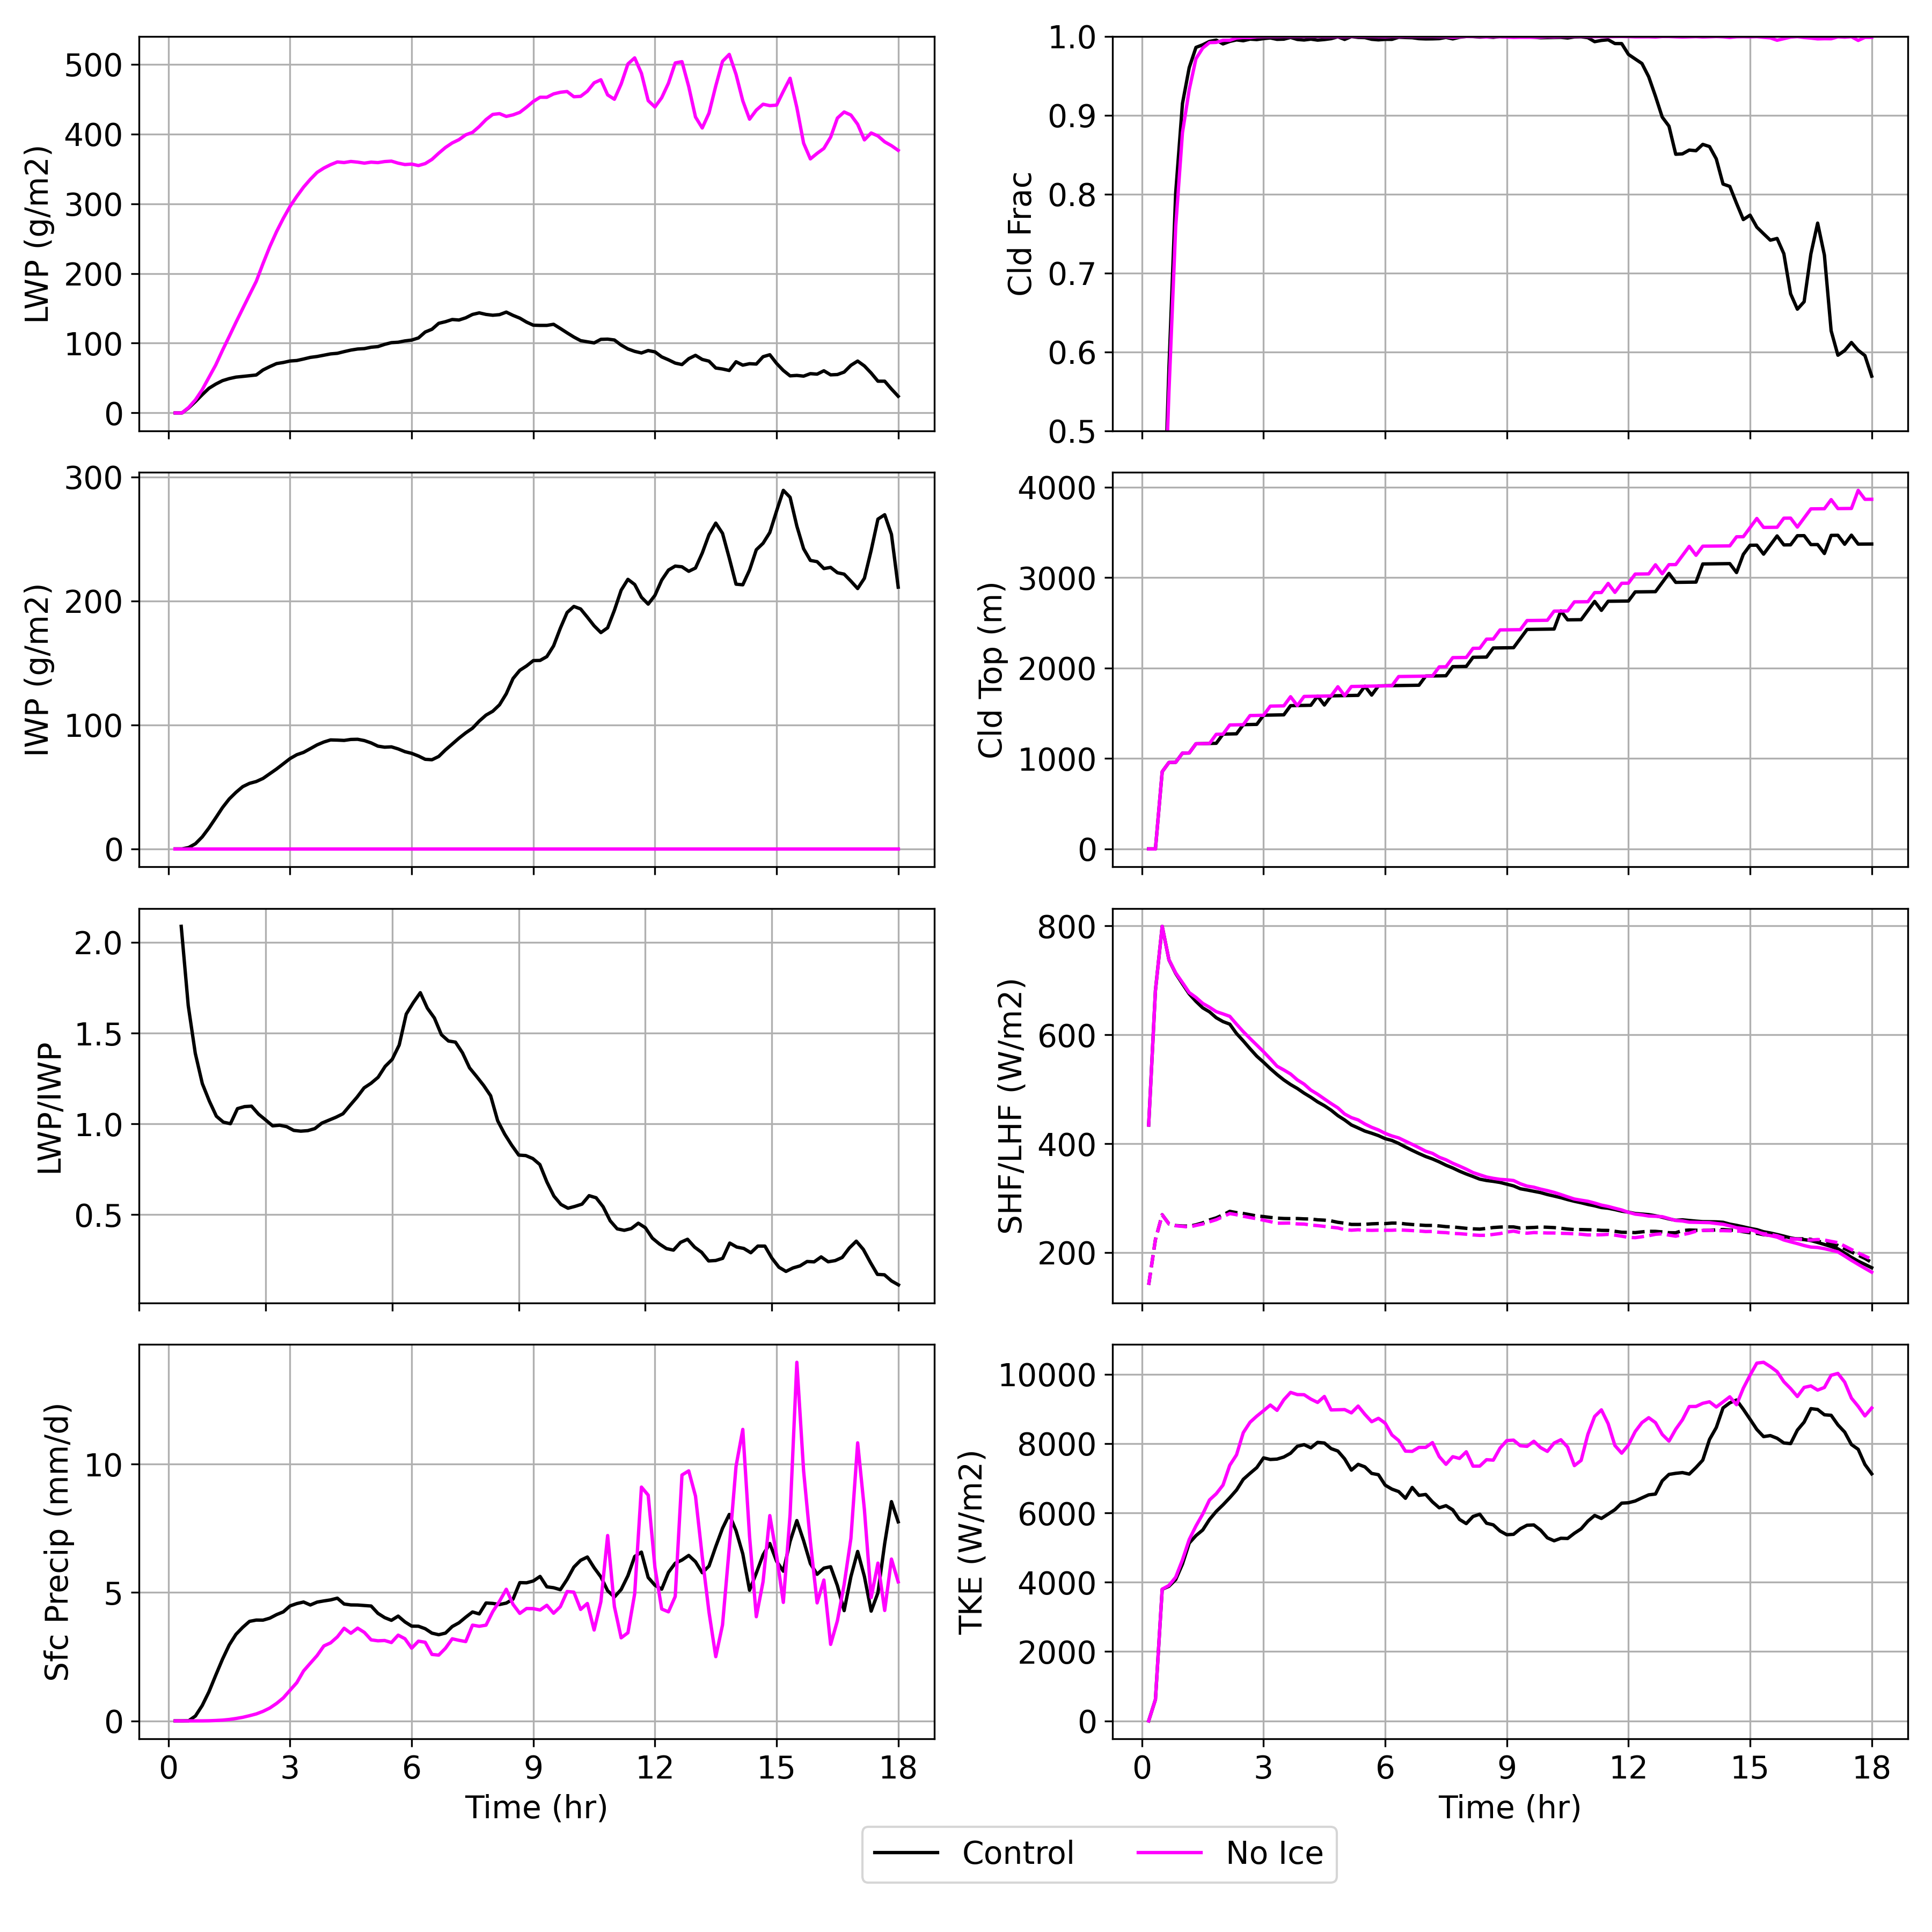 LWP (g/m2)
500
400
300
200
100
0
Cld Frac
1.0
0.9
0.8
0.7
0.6
0.5
IWP (g/m2)
300
200
100
0
Cld Top (m)
4000
3000
2000
1000
0
LWP/IWP
2.0
1.5
1.0
0.5
SHF/LHF (W/m2)
800
600
400
200
Sfc Precip (mm/d)
10
5
0
0 3 6 9 12 15 18
Time (hr)
TKE (W/m2)
10000
8000
6000
4000
2000
0
0 3 6 9 12 15 18
Time (hr)
Control No Ice